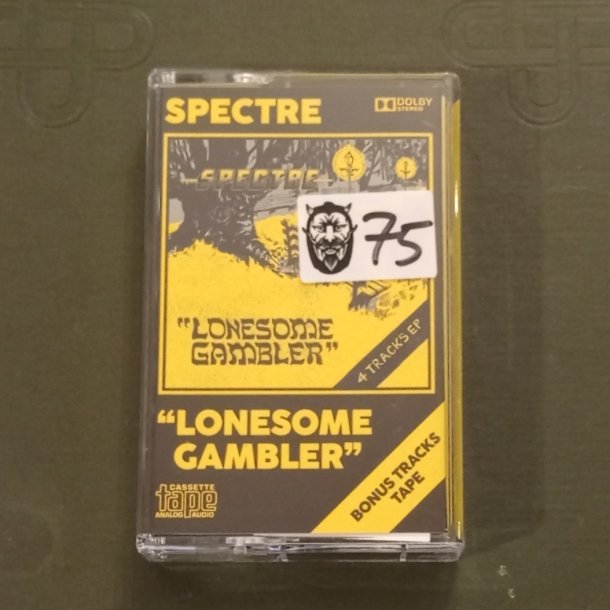 SPECTRE
DOLBY
STEREO
SPECTRE
75
"LONESOME
GAMBLER"
4 TRACKS EP
"LONESOME
GAMBLER"
BONUS TRACKS
TAPE
CASSETTE
tape
ANALOG AUDIO